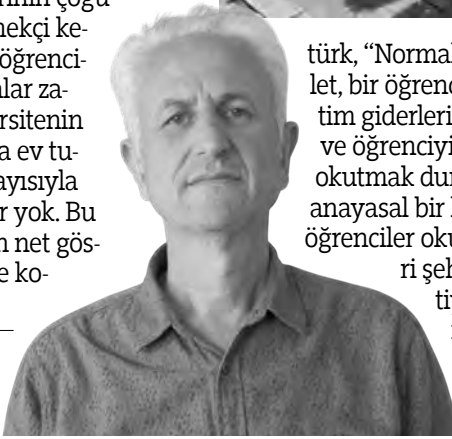 rinin çoğu
nekçi ke-
öğrenci-
lar za-
rsitenin
a ev tu-
ayısıyla
r yok. Bu
n net gös-
e ko-
türk, “Normal
let, bir öğrenc
tim giderleri
ve öğrenciyi
okutmak dur
anayasal bir
öğrenciler oku
ri şeh
ti